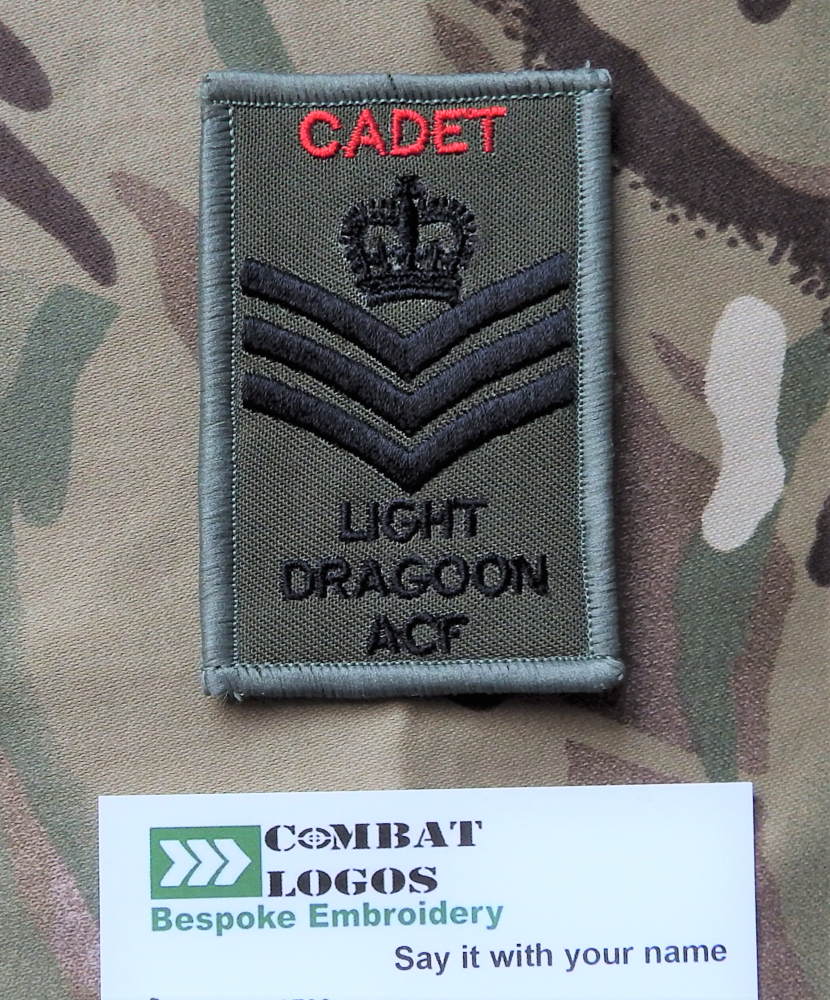 CADET
LIGHT
DRAGOON
ACF
COMBAT
LOGOS
Bespoke Embroidery
Say it with your name